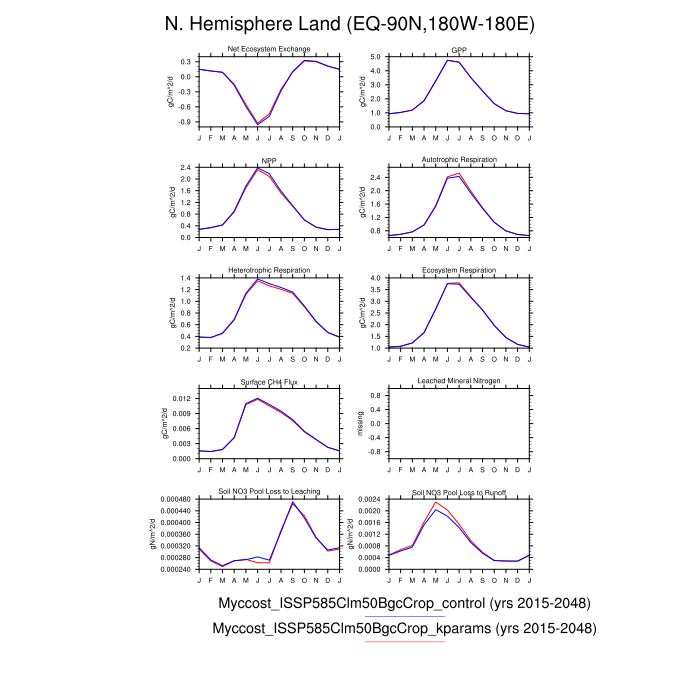 N. Hemisphere Land (EQ-90N,180W-180E)
Net Ecosystem Exchange
gC/m^2/d
0.3
0.0
-0.3
-0.6
-0.9
J F M A M J J A S O N D J
GPP
gC/m^2/d
5.0
4.0
3.0
2.0
1.0
0.0
J F M A M J J A S O N D J
NPP
gC/m^2/d
2.4
2.0
1.6
1.2
0.8
0.4
0.0
J F M A M J J A S O N D J
Autotrophic Respiration
gC/m^2/d
2.4
2.0
1.6
1.2
0.8
J F M A M J J A S O N D J
Heterotrophic Respiration
gC/m^2/d
1.4
1.2
1.0
0.8
0.6
0.4
0.2
J F M A M J J A S O N D J
Ecosystem Respiration
gC/m^2/d
4.0
3.5
3.0
2.5
2.0
1.5
1.0
J F M A M J J A S O N D J
Surface CH4 Flux
gC/m^2/d
0.012
0.009
0.006
0.003
0.000
J F M A M J J A S O N D J
Leached Mineral Nitrogen
missing
0.8
0.4
0.0
-0.4
-0.8
J F M A M J J A S O N D J
Soil NO3 Pool Loss to Leaching
gN/m^2/d
0.000480
0.000440
0.000400
0.000360
0.000320
0.000280
0.000240
J F M A M J J A S O N D J
Soil NO3 Pool Loss to Runoff
gN/m^2/d
0.0024
0.0020
0.0016
0.0012
0.0008
0.0004
0.0000
J F M A M J J A S O N D J
Myccost_ISSP585Clm50BgcCrop_control (yrs 2015-2048)
Myccost_ISSP585Clm50BgcCrop_kparams (yrs 2015-2048)